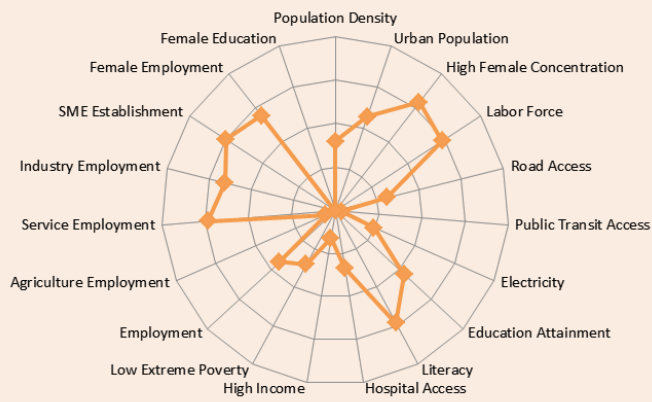 Population Density
Female Education
Urban Population
Female Employment
High Female Concentration
SME Establishment
Labor Force
Industry Employment
Road Access
Service Employment
Public Transit Access
Agriculture Employment
Electricity
Employment
Education Attainment
Low Extreme Poverty
Literacy
High Income
Hospital Access